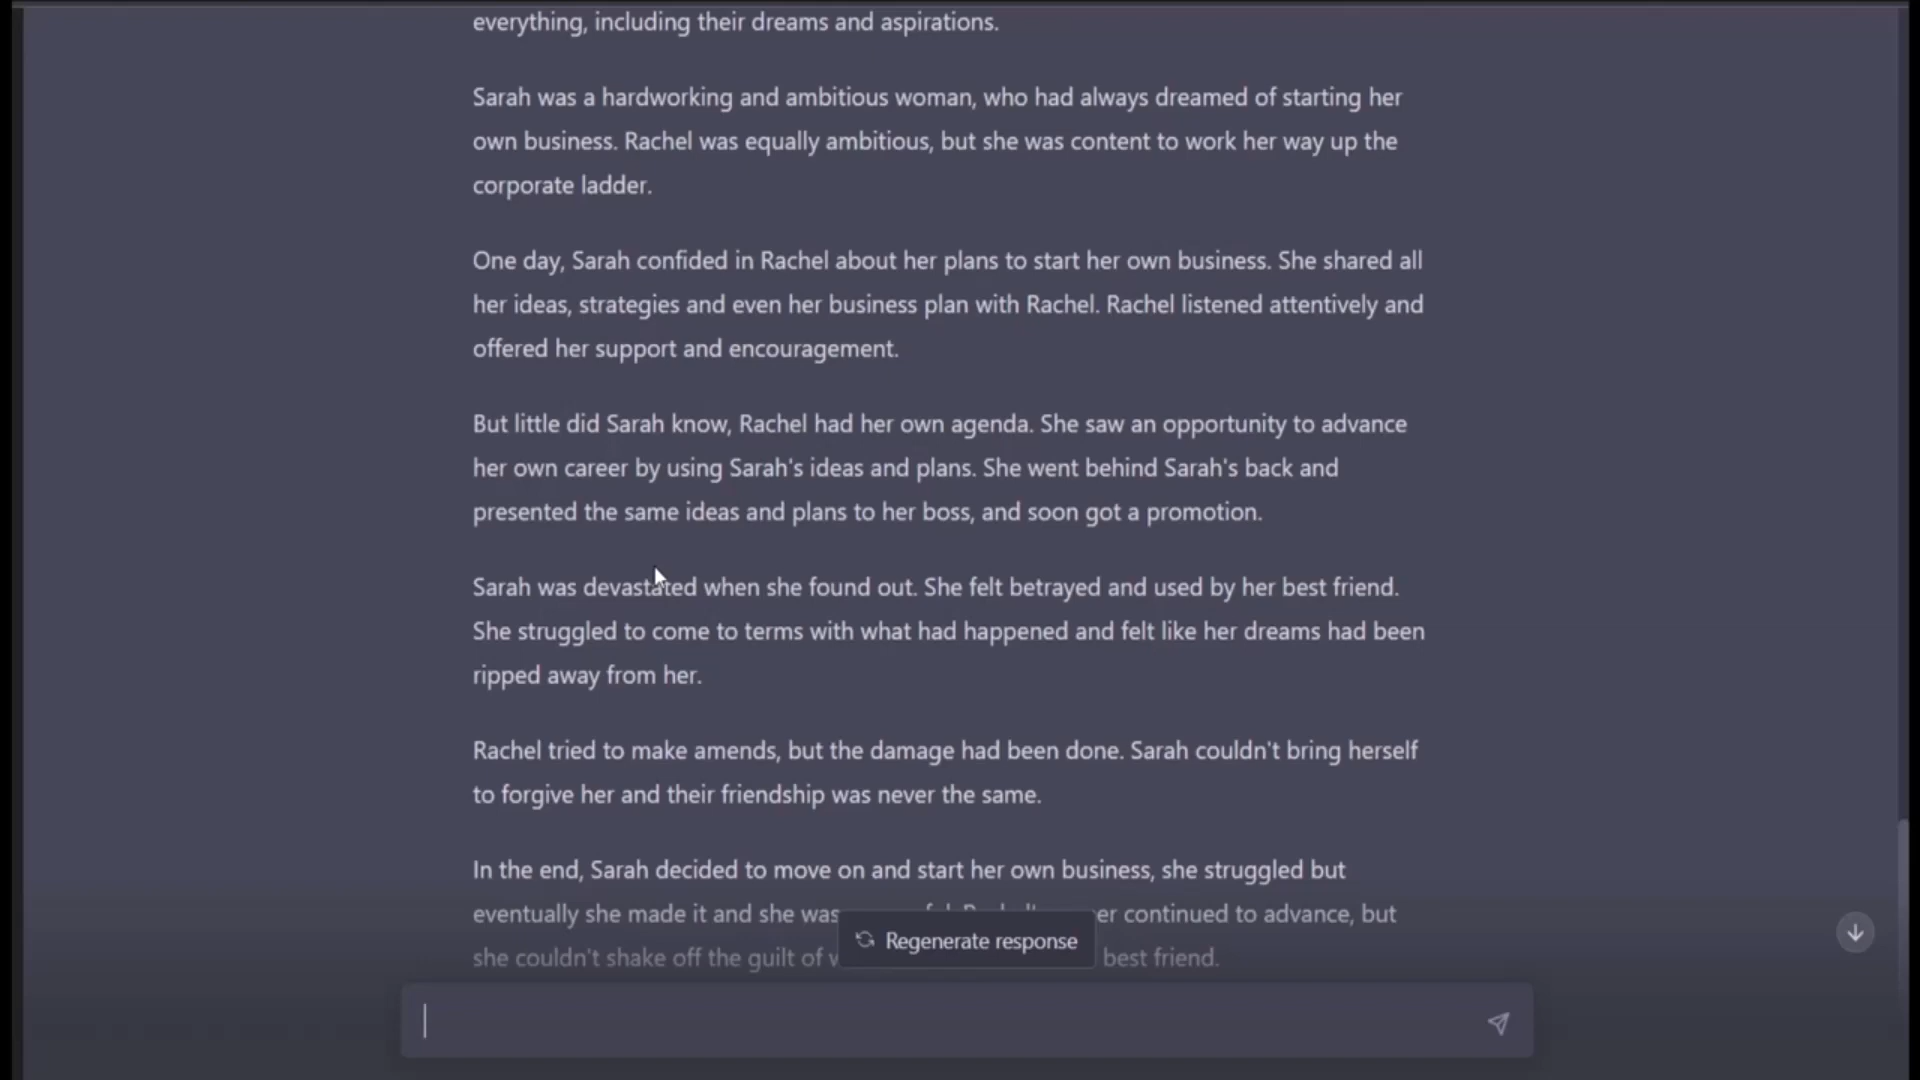 everything, including their dreams and aspirations.
Sarah was a hardworking and ambitious woman, who had always dreamed of starting her
own business. Rachel was equally ambitious, but she was content to work her way up the
corporate ladder.
One day, Sarah confided in Rachel about her plans to start her own business. She shared all
her ideas, strategies and even her business plan with Rachel. Rachel listened attentively and
offered her support and encouragement.
But little did Sarah know, Rachel had her own agenda. She saw an opportunity to advance
her own career by using Sarah's ideas and plans. She went behind Sarah's back and
presented the same ideas and plans to her boss, and soon got a promotion.
Sarah was devastated when she found out. She felt betrayed and used by her best friend.
She struggled to come to terms with what had happened and felt like her dreams had been
ripped away from her.
Rachel tried to make amends, but the damage had been done. Sarah couldn't bring herself
to forgive her and their friendship was never the same.
In the end, Sarah decided to move on and start her own business, she struggled but
eventually she made it and she was continued to advance, but
she couldn't shake off the guilt of best friend.
Regenerate response